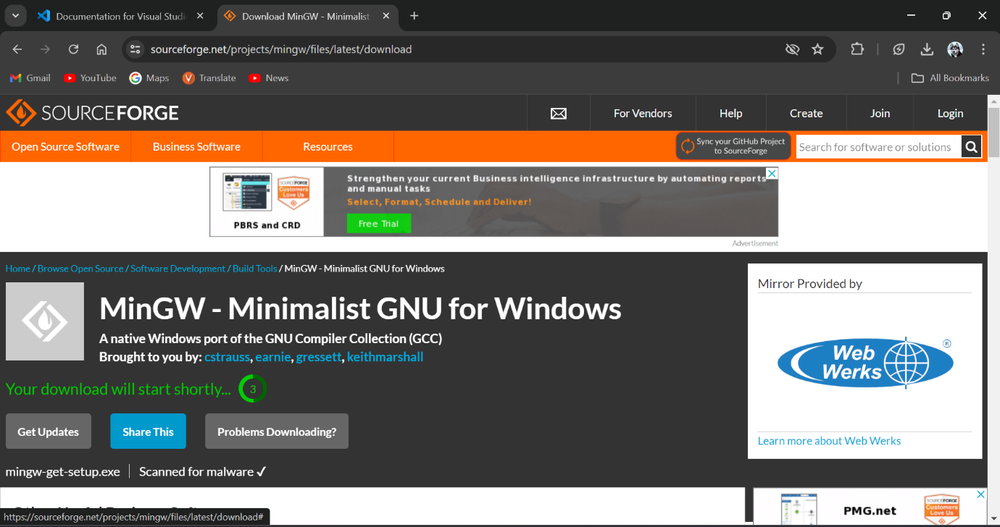 Documentation for Visual Studi
Download MinGW - Minimalist
sourceforge.net/projects/mingw/files/latest/download
Gmail
YouTube
Maps
Translate
News
All Bookmarks
SOURCEFORGE
For Vendors
Help
Create
Join
Login
Open Source Software
Business Software
Resources
Sync your GitHub Project
to SourceForge
Search for software or solutions
SOURCEFORGE
Customers
Love Us
PBRS and CRD
Strengthen your current Business intelligence infrastructure by automating reports
and manual tasks
Select, Format, Schedule and Deliver!
Free Trial
Advertisement
Home / Browse Open Source / Software Development / Build Tools / MinGW - Minimalist GNU for Windows
MinGW - Minimalist GNU for Windows
A native Windows port of the GNU Compiler Collection (GCC)
Brought to you by: cstrauss, earnie, gressett, keithmarshall
Your download will start shortly... 3
Get Updates
Share This
Problems Downloading?
mingw-get-setup.exe
Scanned for malware ✓
Mirror Provided by
Web
Werks
®
Learn more about Web Werks
PMG.net
SOURCEFORGE
Customers
https://sourceforge.net/projects/mingw/files/latest/download#